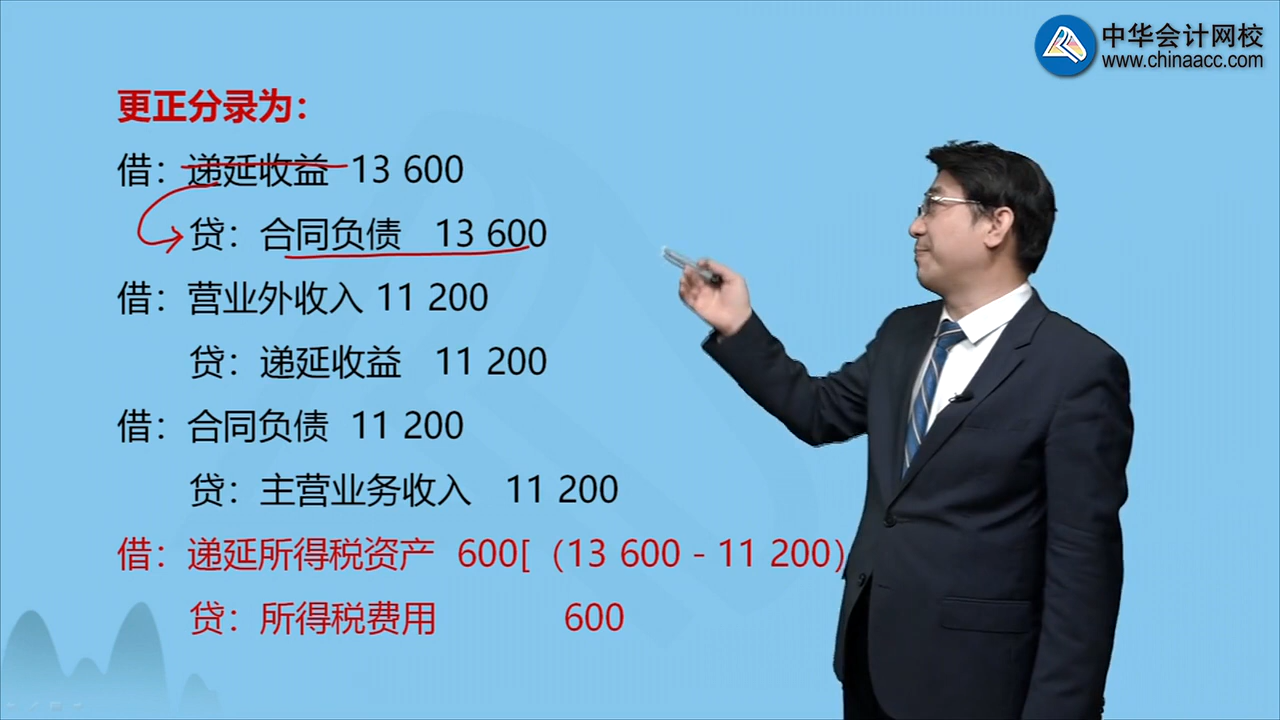 中华会计网校
www.chinaacc.com
更正分录为：
借：递延收益 13 600
贷：合同负债 13 600
借：营业外收入 11 200
贷：递延收益 11 200
借：合同负债 11 200
贷：主营业务收入 11 200
借：递延所得税资产 600[（13 600 - 11 200）
贷：所得税费用 600